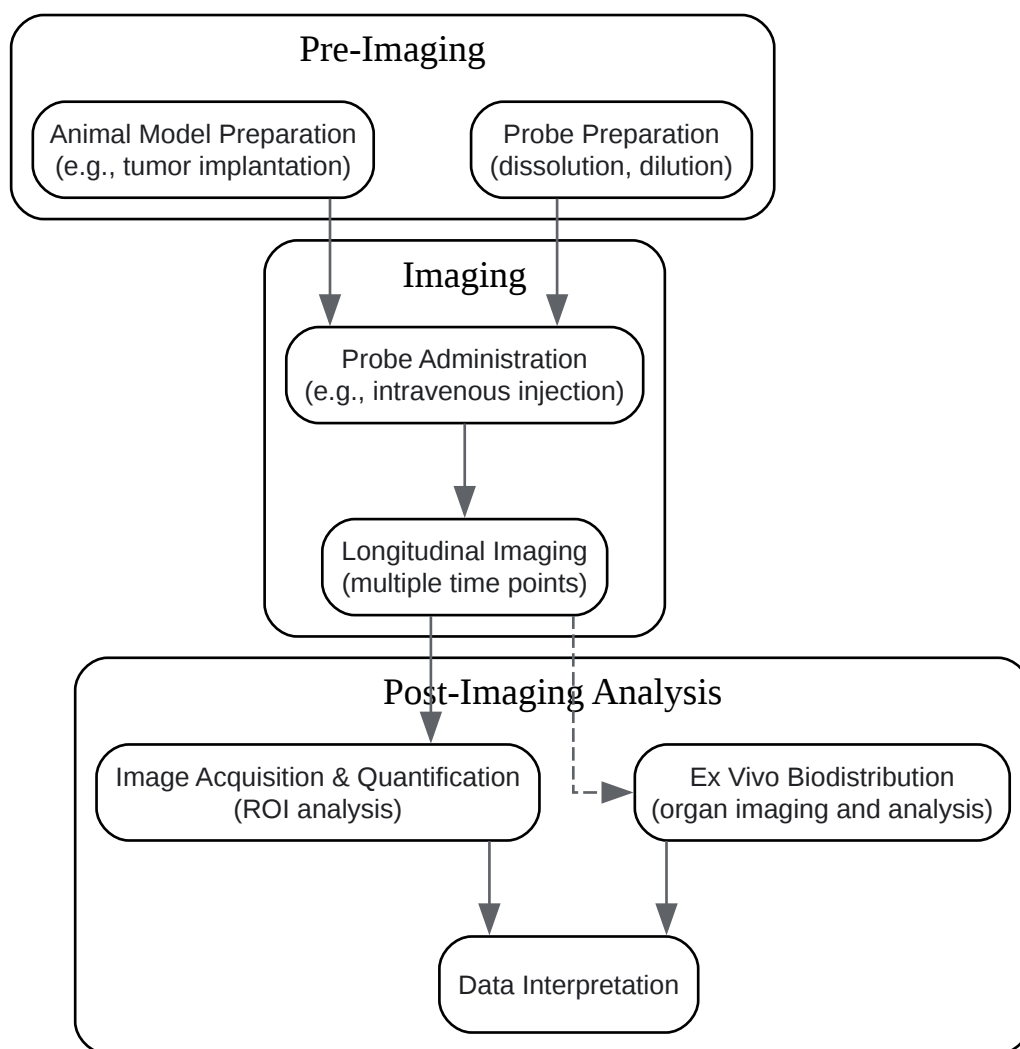 Pre-Imaging
Animal Model Preparation
(e.g., tumor implantation)
Probe Preparation
(dissolution, dilution)
Imaging
Probe Administration
(e.g., intravenous injection)
Longitudinal Imaging
(multiple time points)
Post-Imaging Analysis
Image Acquisition & Quantification
(ROI analysis)
Ex Vivo Biodistribution
(organ imaging and analysis)
Data Interpretation